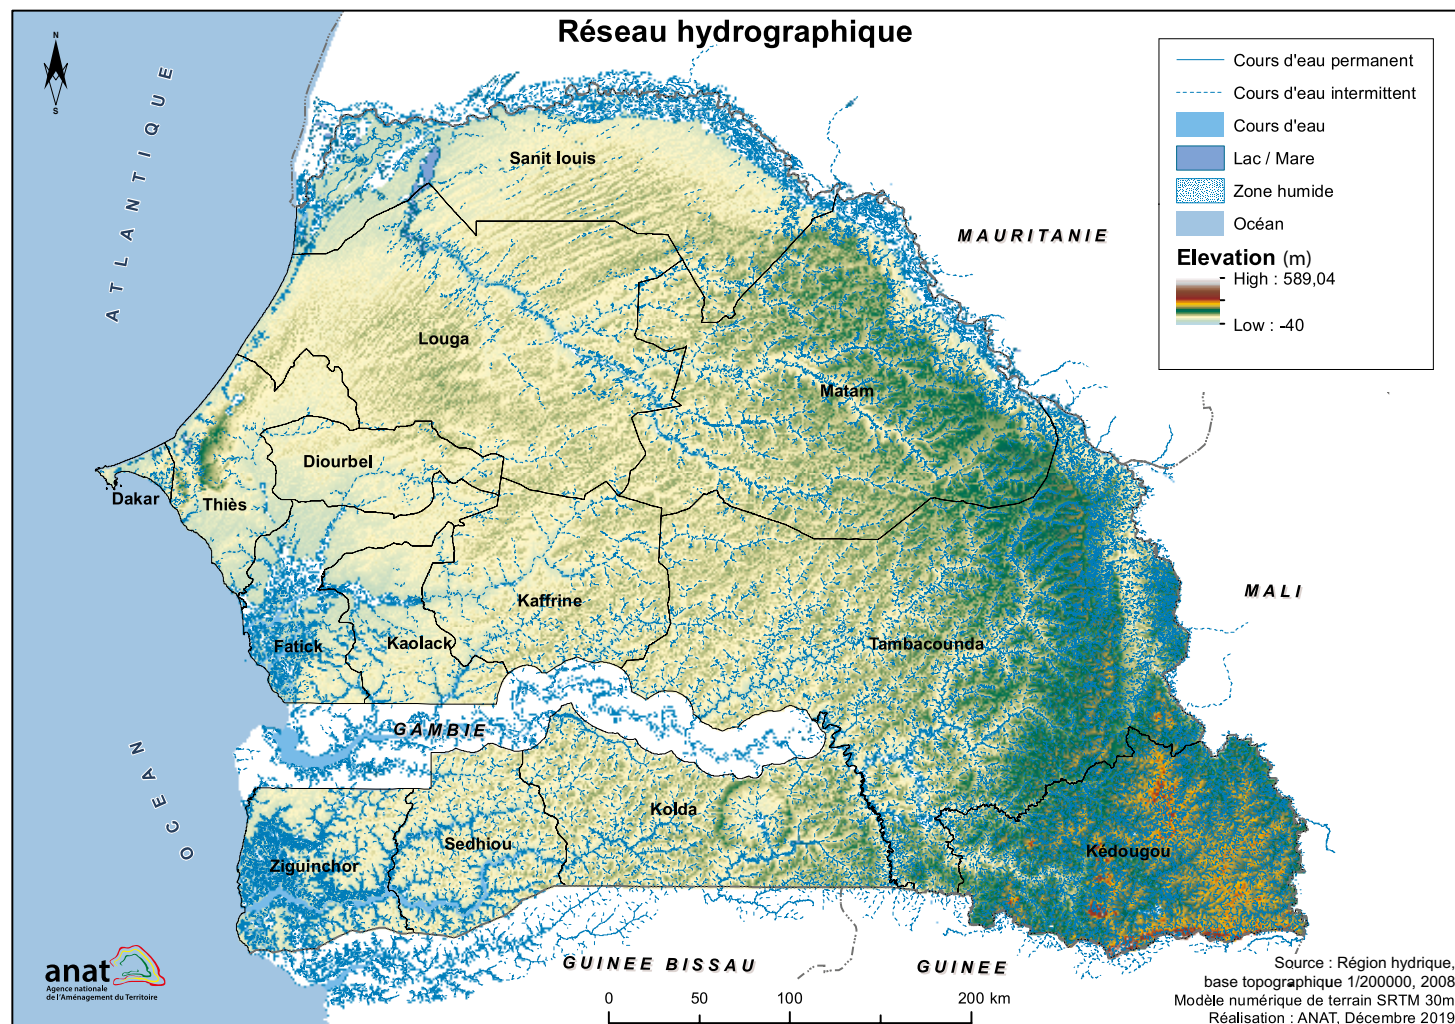 Réseau hydrographique
N
S
Cours d'eau permanent
Cours d'eau intermittent
Cours d'eau
Lac / Mare
Zone humide
Océan
Elevation (m)
High : 589,04
Low : -40
ATLANTIQUE
OCEAN
MAURITANIE
MALI
GAMBIE
GUINEE BISSAU
GUINEE
Sanit louis
Louga
Matam
Diourbel
Dakar
Thiès
Kaffrine
Fatick
Kaolack
Tambacounda
Kolda
Sedhiou
Ziguinchor
Kédougou
anat
Agence nationale
de l'Aménagement du Territoire
0 50 100 200 km
Source : Région hydrique,
base topographique 1/200000, 2008
Modèle numérique de terrain SRTM 30m
Réalisation : ANAT, Décembre 2019